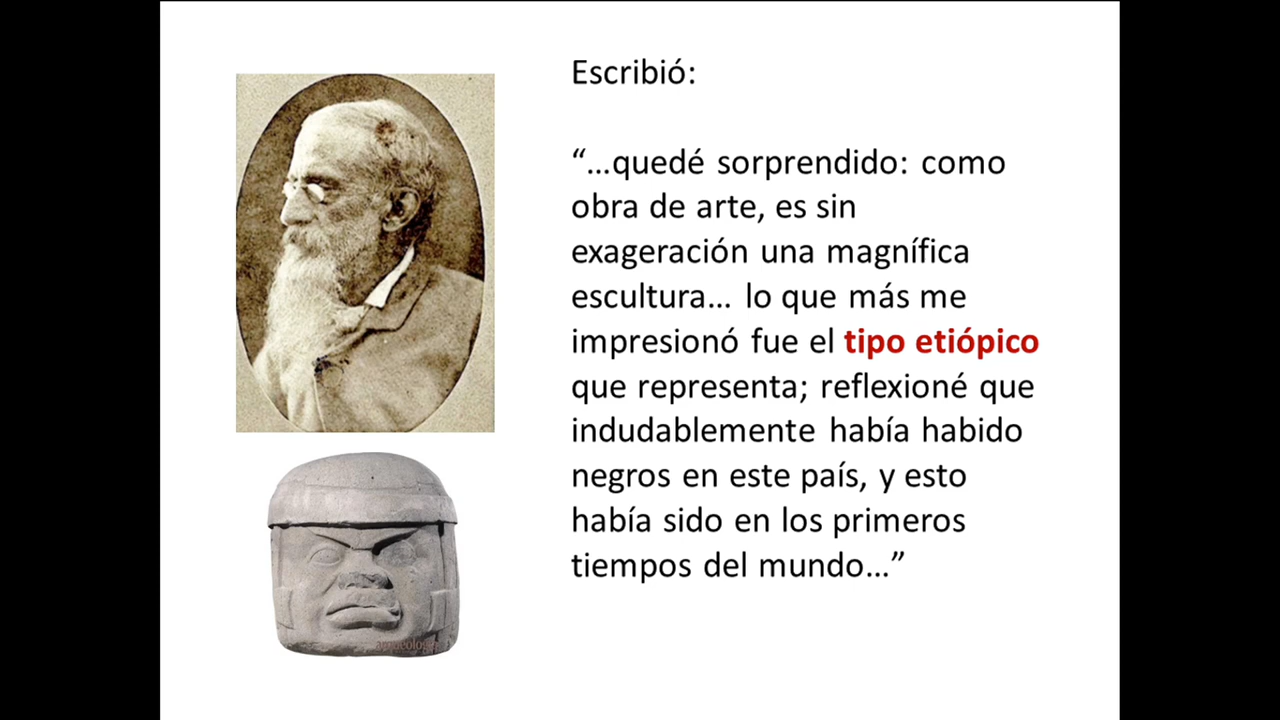 Escribió:
“…quedé sorprendido: como
obra de arte, es sin
exageración una magnífica
escultura… lo que más me
impresionó fue el tipo etiópico
que representa; reflexioné que
indudablemente había habido
negros en este país, y esto
había sido en los primeros
tiempos del mundo…”